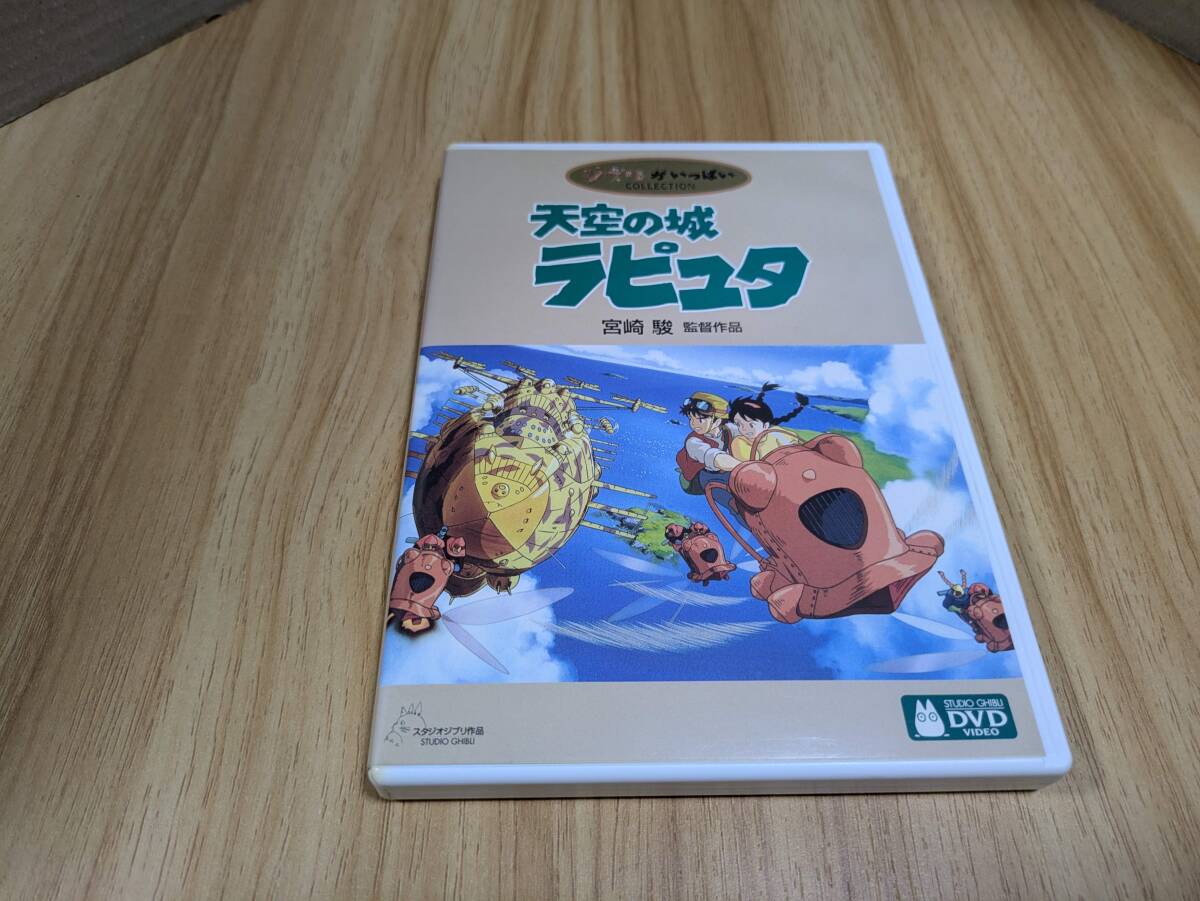 ジブリがいっぱい
COLLECTION
天空の城
ラピュタ
宮崎 駿 監督作品
スタジオジブリ作品
STUDIO GHIBLI
STUDIO GHIBLI
DVD
VIDEO